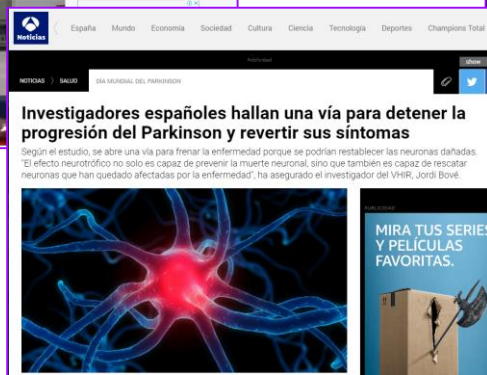 Noticias
España Mundo Economía Sociedad Cultura Ciencia Tecnología Deportes Champions Total
Publicidad
show
NOTICIAS > SALUD DÍA MUNDIAL DEL PARKINSON
Investigadores españoles hallan una vía para detener la
progresión del Parkinson y revertir sus síntomas
Según el estudio, se abre una vía para frenar la enfermedad porque se podrían restablecer las neuronas dañadas.
"El efecto neurotrófico no solo es capaz de prevenir la muerte neuronal, sino que también es capaz de rescatar
neuronas que han quedado afectadas por la enfermedad", ha asegurado el investigador del VHIR, Jordi Bové.
PUBLICIDAD
MIRA TUS SERIES
Y PELÍCULAS
FAVORITAS.